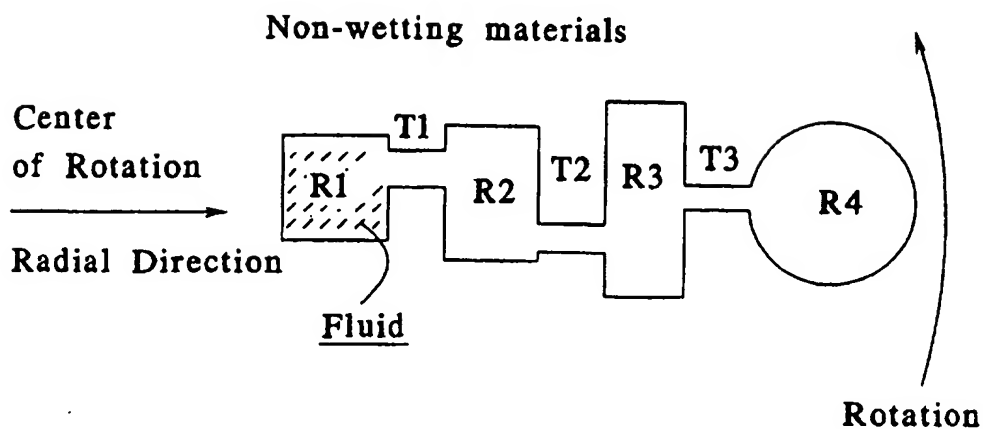 Non-wetting materials
Center
of Rotation
Radial Direction
T1
R1
R2
T2
R3
T3
R4
Fluid
Rotation